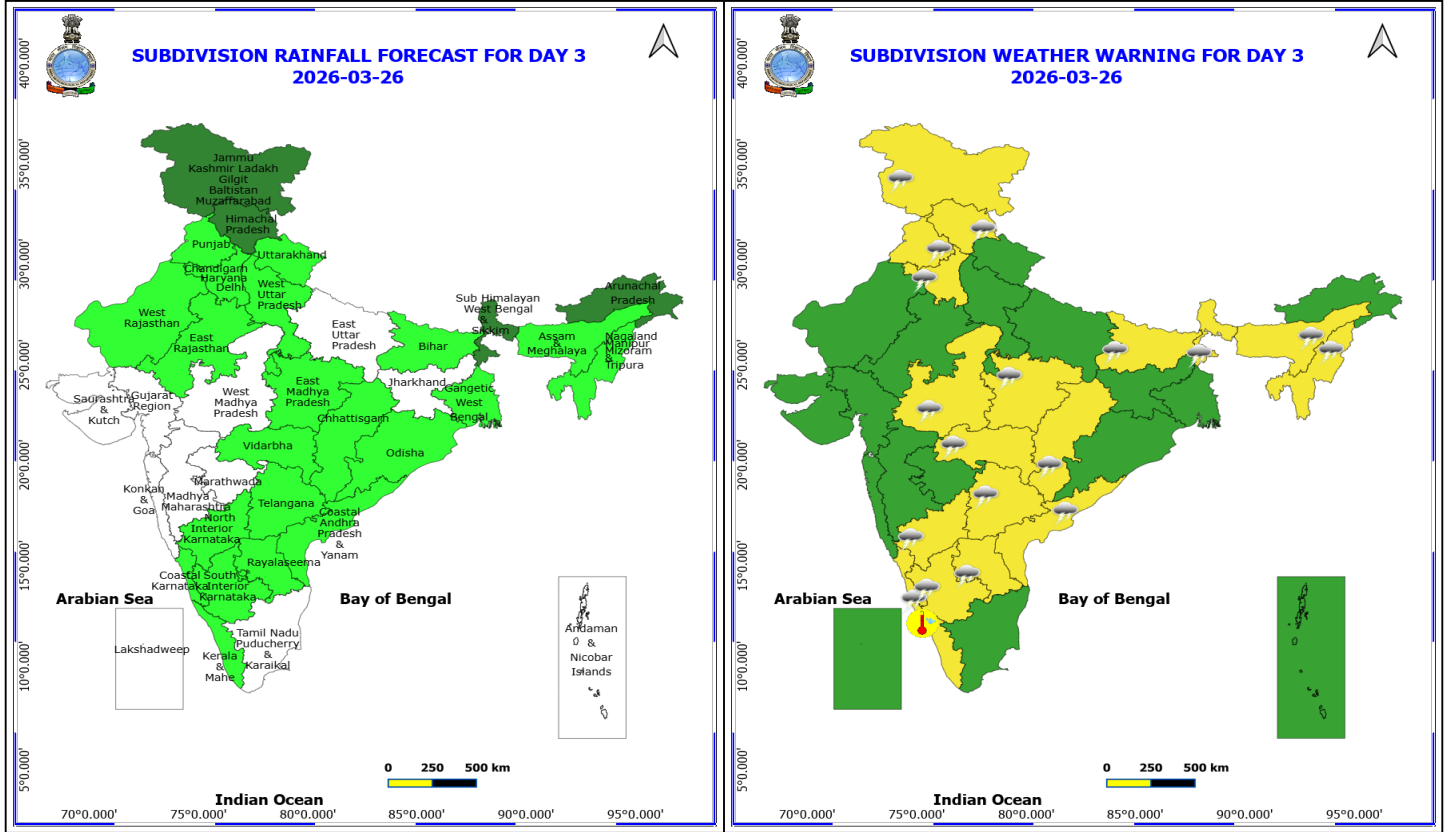 SUBDIVISION RAINFALL FORECAST FOR DAY 3
2026-03-26
40°0.000'
35°0.000'
30°0.000'
25°0.000'
20°0.000'
15°0.000'
10°0.000'
5°0.000'
Jammu
Kashmir Ladakh
Gilgit
Baltistan
Muzaffarabad
Himachal
Pradesh
Punjab
Uttarakhand
Chandigarh
Haryana
Delhi
West
Uttar
Pradesh
West
Rajasthan
East
Rajasthan
East
Uttar
Pradesh
Sub Himalayan
West Bengal
&
Sikkim
Arunachal
Pradesh
Assam
&
Meghalaya
Nagaland
Manipur
Mizoram
&
Tripura
Bihar
Jharkhand
Gangetic
West
Bengal
Saurashtra
&
Kutch
Gujarat
Region
West
Madhya
Pradesh
East
Madhya
Pradesh
Chhattisgarh
Vidarbha
Odisha
Konkan
&
Goa
Madhya
Maharashtra
Marathwada
Telangana
North
Interior
Karnataka
Coastal
Andhra
Pradesh
&
Yanam
Rayalaseema
Coastal
Karnataka
South
Interior
Karnataka
Arabian Sea
Bay of Bengal
Lakshadweep
Kerala
&
Mahe
Tamil Nadu
Puducherry
&
Karaikal
Andaman
&
Nicobar
Islands
0 250 500 km
Indian Ocean
70°0.000' 75°0.000' 80°0.000' 85°0.000' 90°0.000' 95°0.000'
SUBDIVISION WEATHER WARNING FOR DAY 3
2026-03-26
40°0.000'
35°0.000'
30°0.000'
25°0.000'
20°0.000'
15°0.000'
10°0.000'
5°0.000'
Arabian Sea
Bay of Bengal
0 250 500 km
Indian Ocean
70°0.000' 75°0.000' 80°0.000' 85°0.000' 90°0.000' 95°0.000'